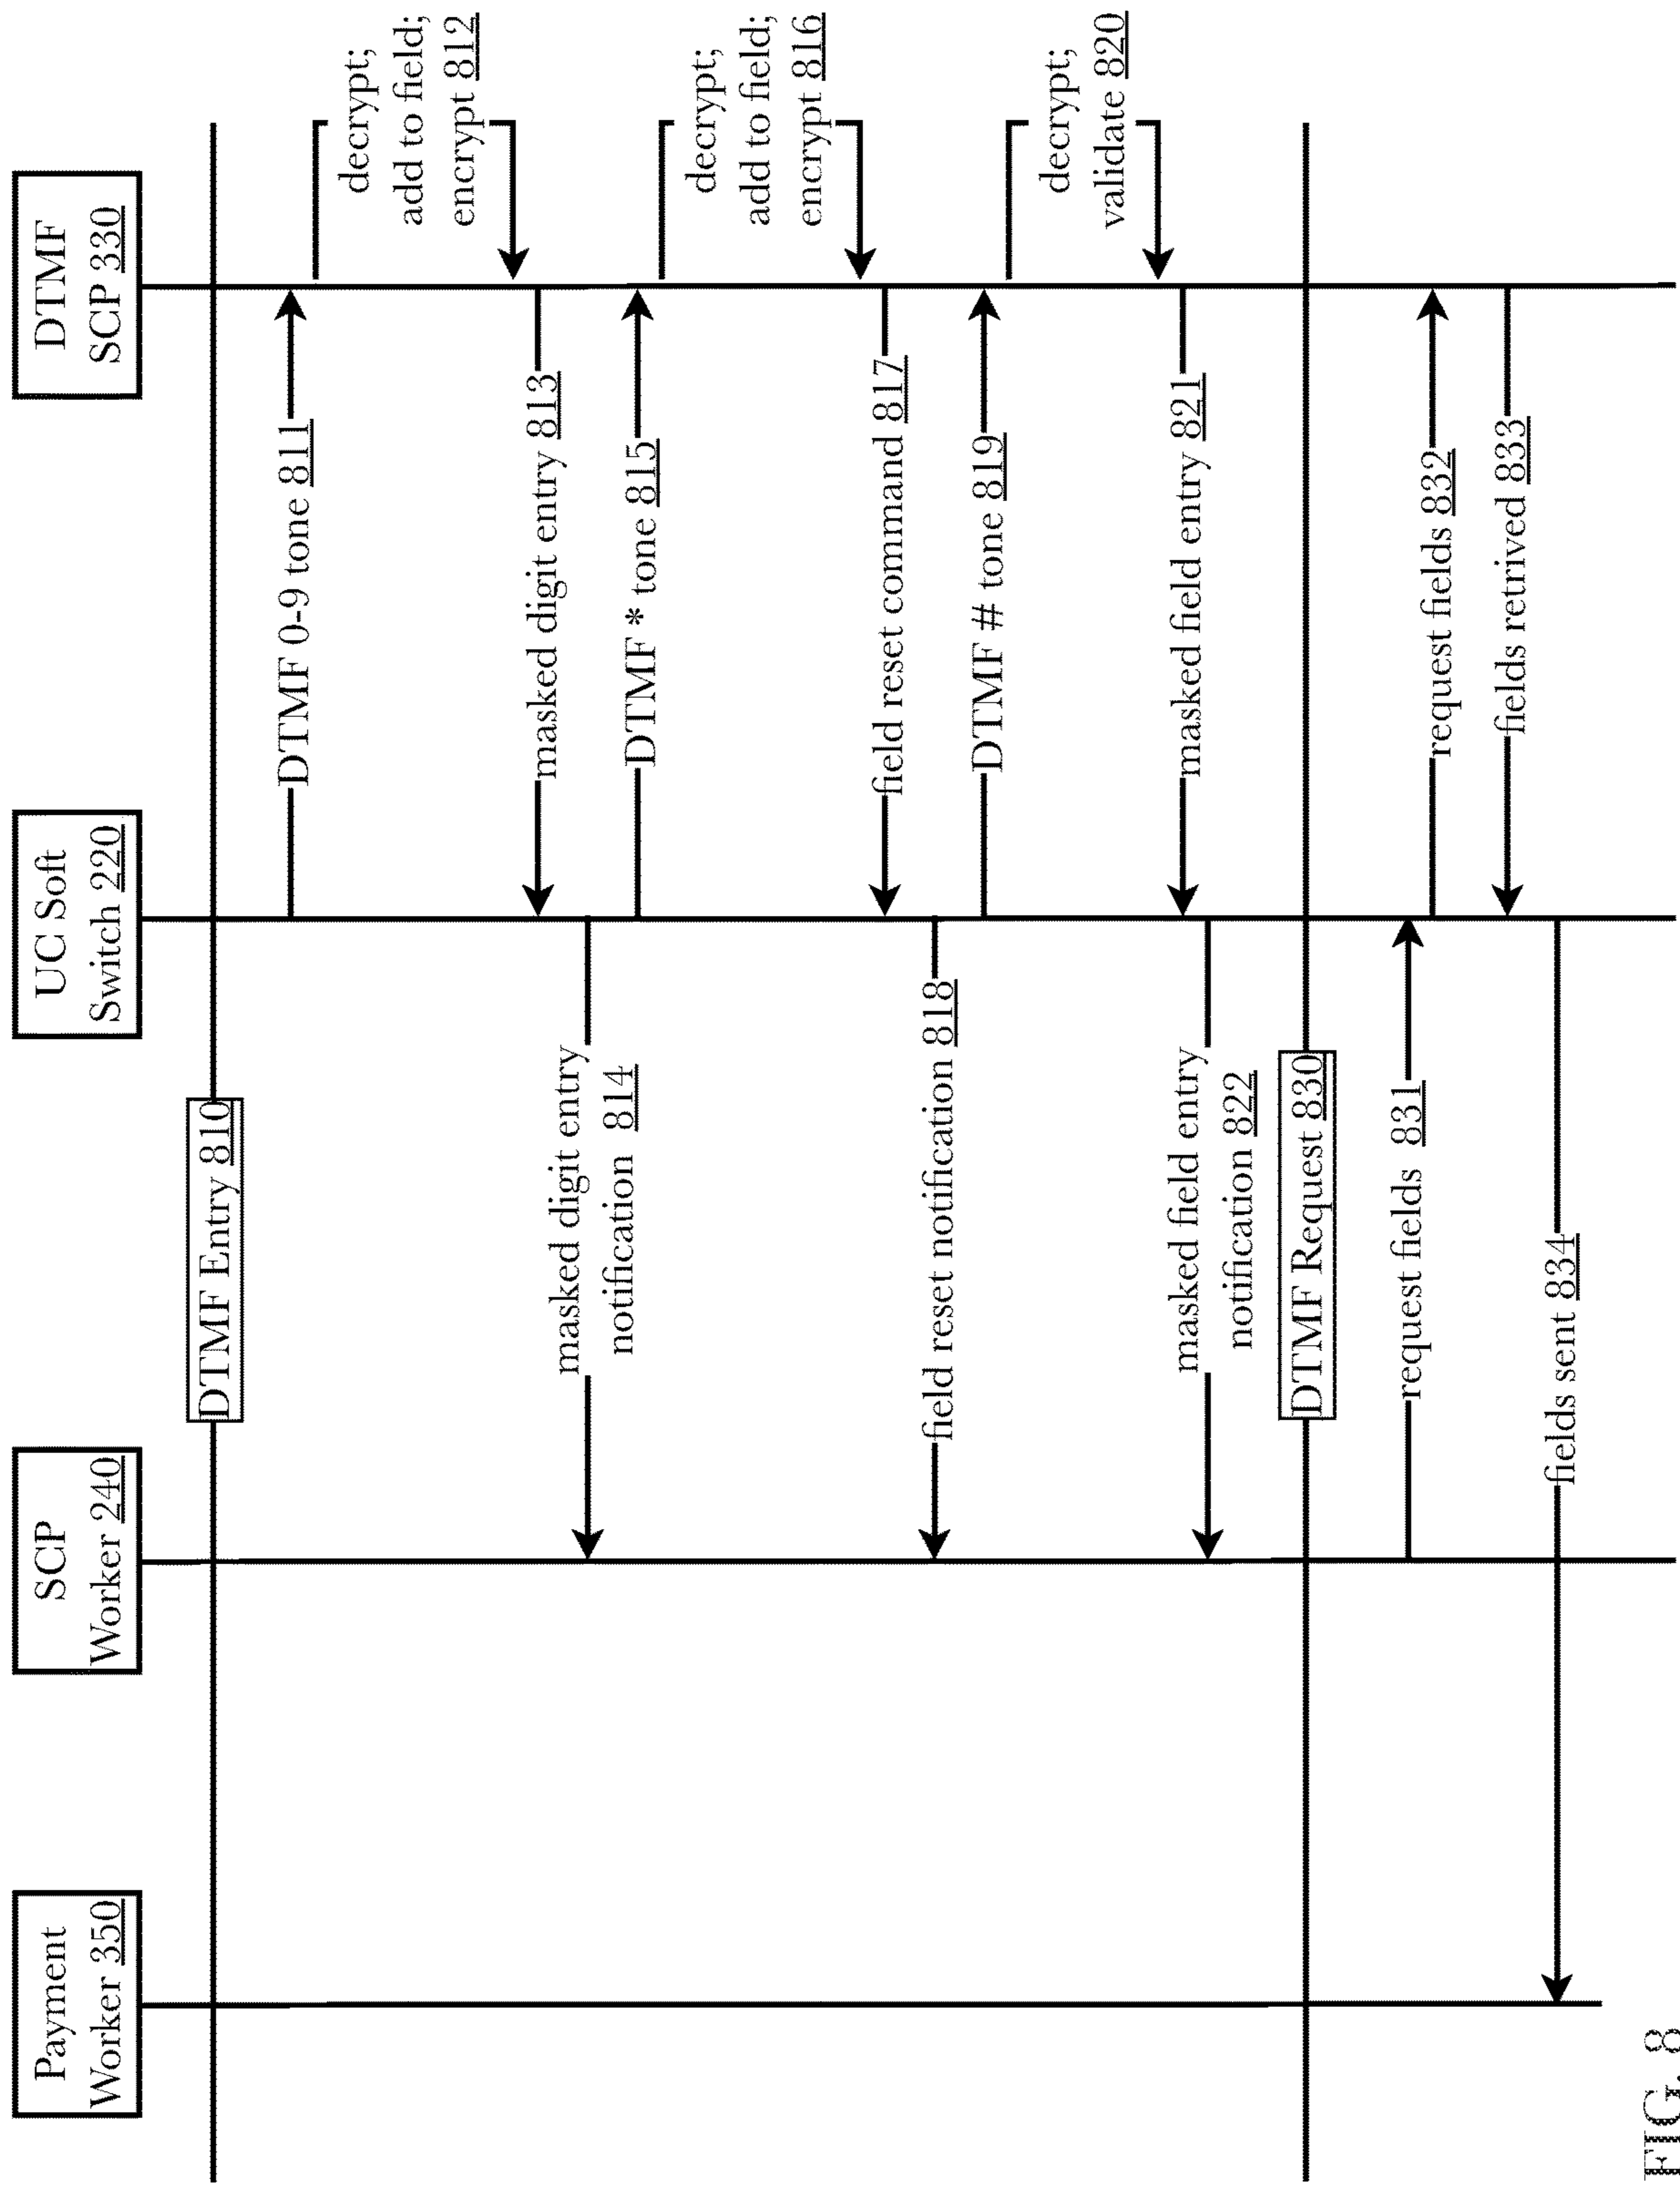 Payment
Worker 350
SCP
Worker 240
UC Soft
Switch 220
DTMF
SCP 330
DTMF Entry 810
DTMF 0-9 tone 811
decrypt;
add to field;
encrypt 812
masked digit entry 813
masked digit entry
notification 814
DTMF * tone 815
decrypt;
add to field;
encrypt 816
field reset command 817
field reset notification 818
DTMF # tone 819
decrypt;
validate 820
masked field entry 821
masked field entry
notification 822
DTMF Request 830
request fields 831
request fields 832
fields retrived 833
fields sent 834
FIG. 8